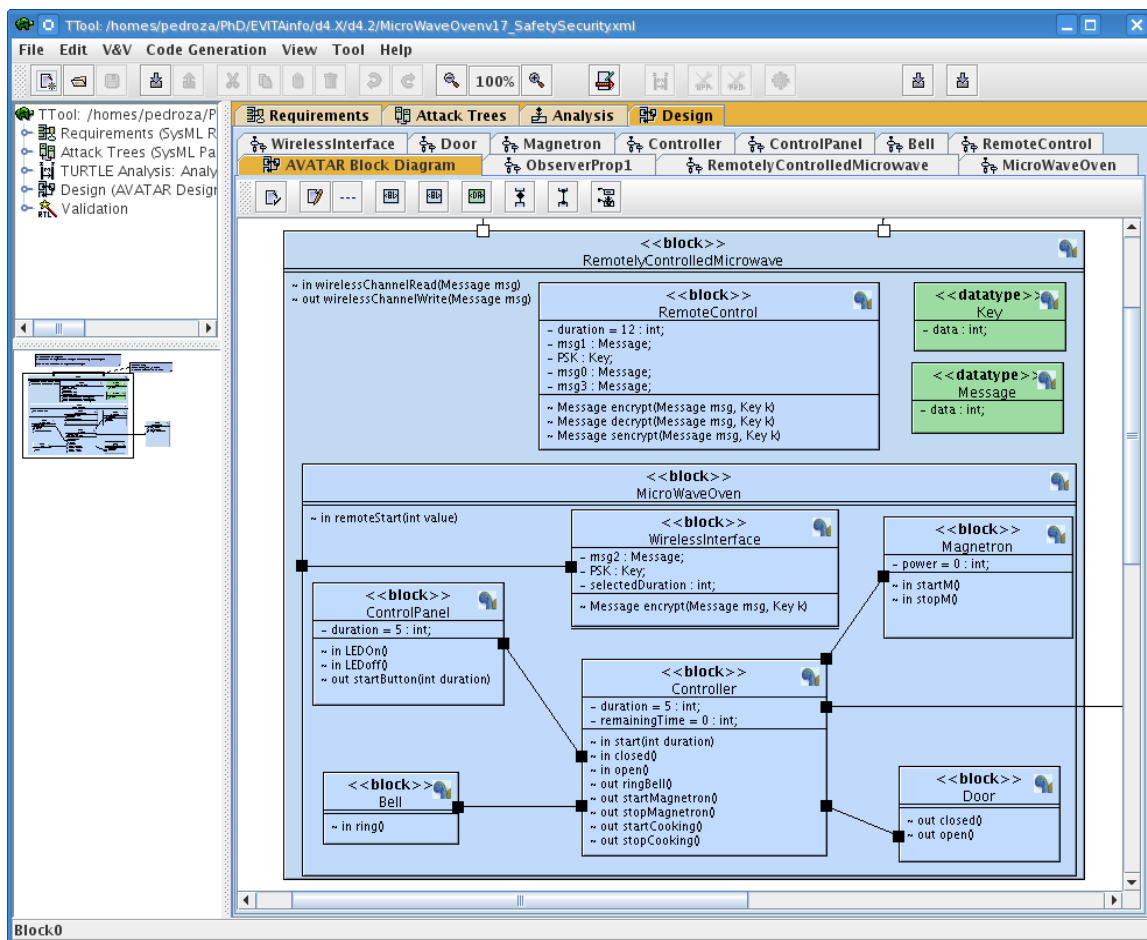 TTool: /homes/pedroza/PhD/EVITAinfo/d4.X/d4.2/MicroWaveOvenv17_SafetySecurity.xml
File Edit V&V Code Generation View Tool Help
100%
TTool: /homes/pedroza/P
Requirements (SysML R
Attack Trees (SysML Pa
TURTLE Analysis: Analy
Design (AVATAR Desigr
Validation
Requirements Attack Trees Analysis Design
WirelessInterface Door Magnetron Controller ControlPanel Bell RemoteControl
AVATAR Block Diagram ObserverProp1 RemotelyControlledMicrowave MicroWaveOven
<<block>>
RemotelyControlledMicrowave
~ in wirelessChannelRead(Message msg)
~ out wirelessChannelWrite(Message msg)
<<block>>
RemoteControl
- duration = 12 : int;
- msg1 : Message;
- PSK : Key;
- msg0 : Message;
- msg3 : Message;
~ Message encrypt(Message msg, Key k)
~ Message decrypt(Message msg, Key k)
~ Message sencrypt(Message msg, Key k)
<<datatype>>
Key
- data : int;
<<datatype>>
Message
- data : int;
<<block>>
MicroWaveOven
~ in remoteStart(int value)
<<block>>
WirelessInterface
- msg2 : Message;
- PSK : Key;
- selectedDuration : int;
~ Message encrypt(Message msg, Key k)
<<block>>
Magnetron
- power = 0 : int;
~ in startM()
~ in stopM()
<<block>>
ControlPanel
- duration = 5 : int;
~ in LEDOn()
~ in LEDoff()
~ out startButton(int duration)
<<block>>
Controller
- duration = 5 : int;
- remainingTime = 0 : int;
~ in start(int duration)
~ in closed()
~ in open()
~ out ringBell()
~ out startMagnetron()
~ out stopMagnetron()
~ out startCooking()
~ out stopCooking()
<<block>>
Bell
~ in ring()
<<block>>
Door
~ out closed()
~ out open()
Block0